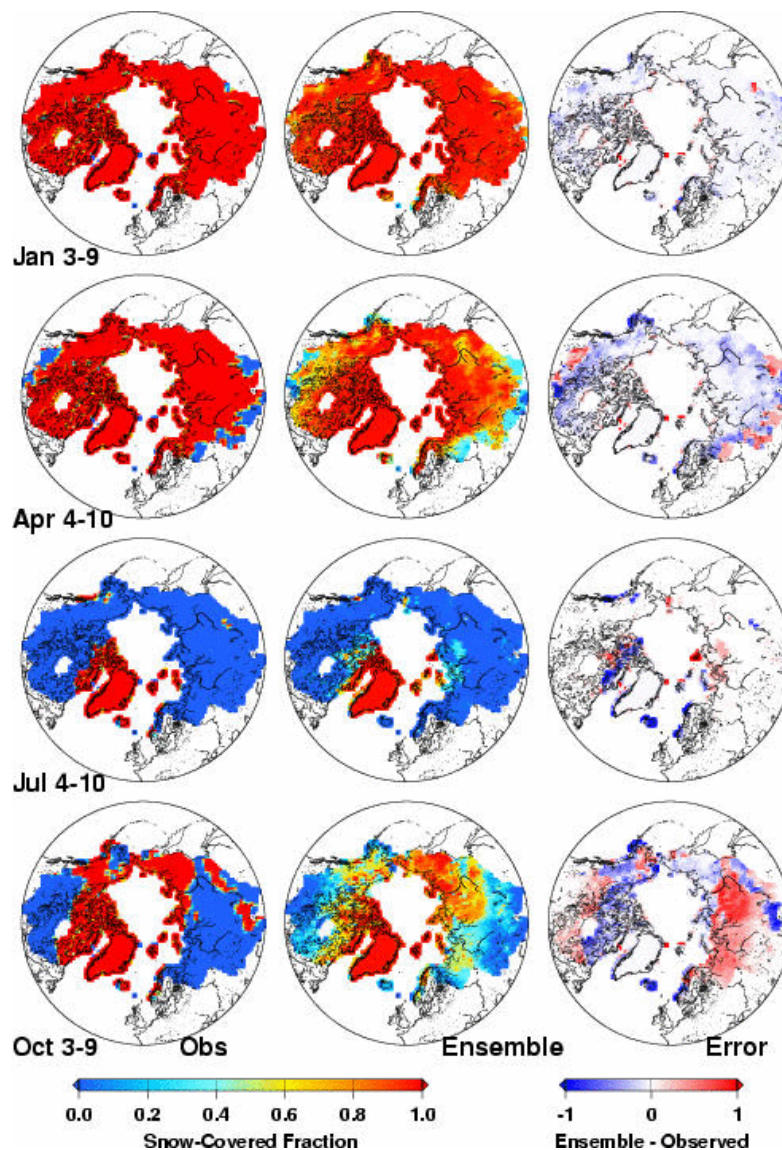 Jan 3-9
Apr 4-10
Jul 4-10
Oct 3-9 Obs Ensemble Error
0.0 0.2 0.4 0.6 0.8 1.0 -1 0 1
Snow-Covered Fraction Ensemble - Observed